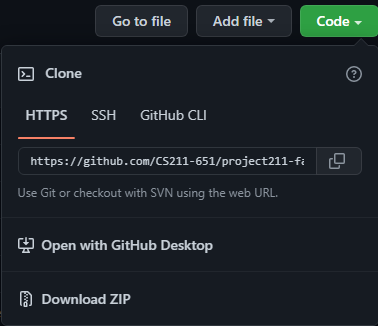 Go to file Add file Code
Clone
HTTPS SSH GitHub CLI
https://github.com/CS211-651/project211-fa
Use Git or checkout with SVN using the web URL.
Open with GitHub Desktop
Download ZIP